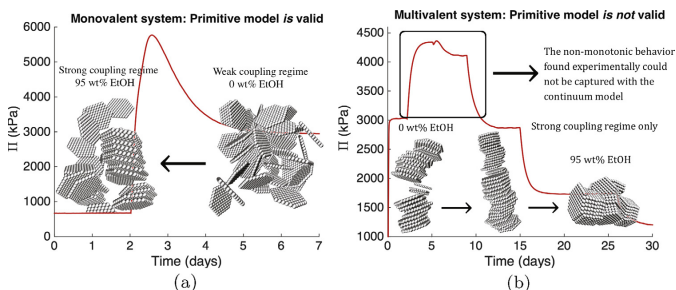 Monovalent system: Primitive model is valid
6000
5000
4000
3000
2000
1000
0
Π (kPa)
Strong coupling regime
95 wt% EtOH
Weak coupling regime
0 wt% EtOH
0 1 2 3 4 5 6 7
Time (days)
(a)
Multivalent system: Primitive model is not valid
4500
4000
3500
3000
2500
2000
1500
1000
Π (kPa)
The non-monotonic behavior
found experimentally could
not be captured with the
continuum model
0 wt% EtOH
Strong coupling regime only
95 wt% EtOH
0 5 10 15 20 25 30
Time (days)
(b)